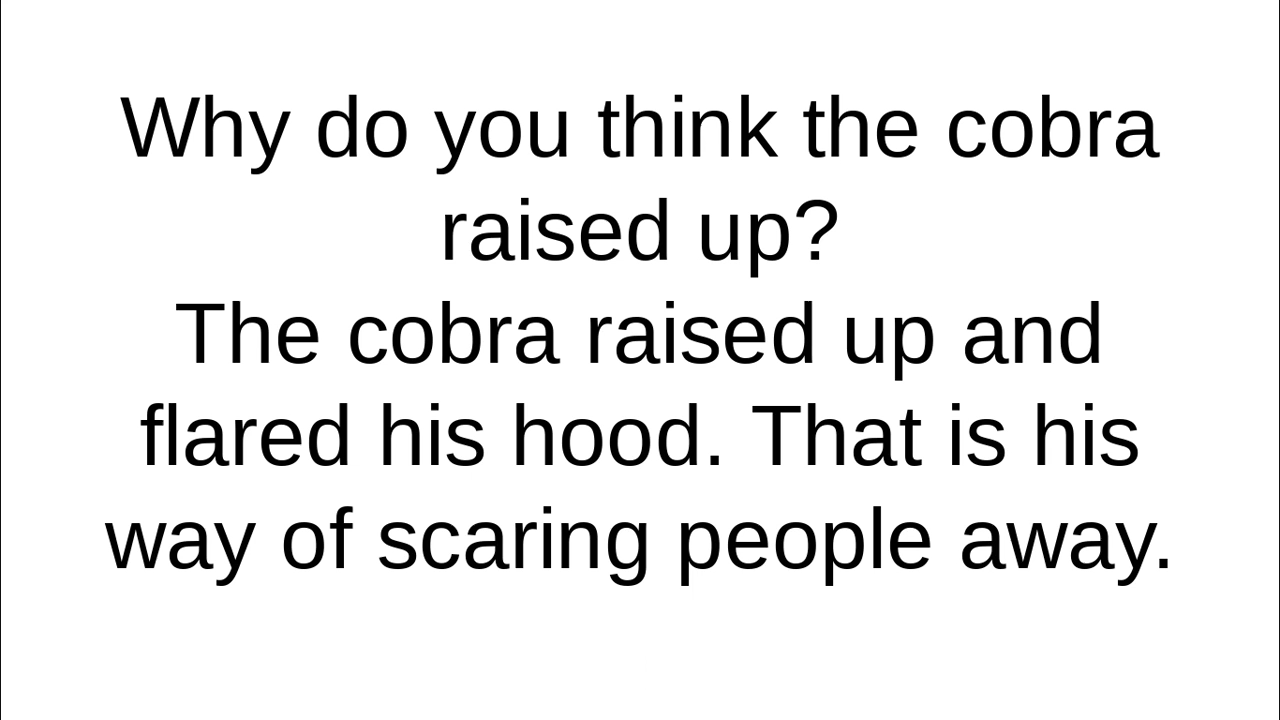 Why do you think the cobra
raised up?
The cobra raised up and
flared his hood. That is his
way of scaring people away.